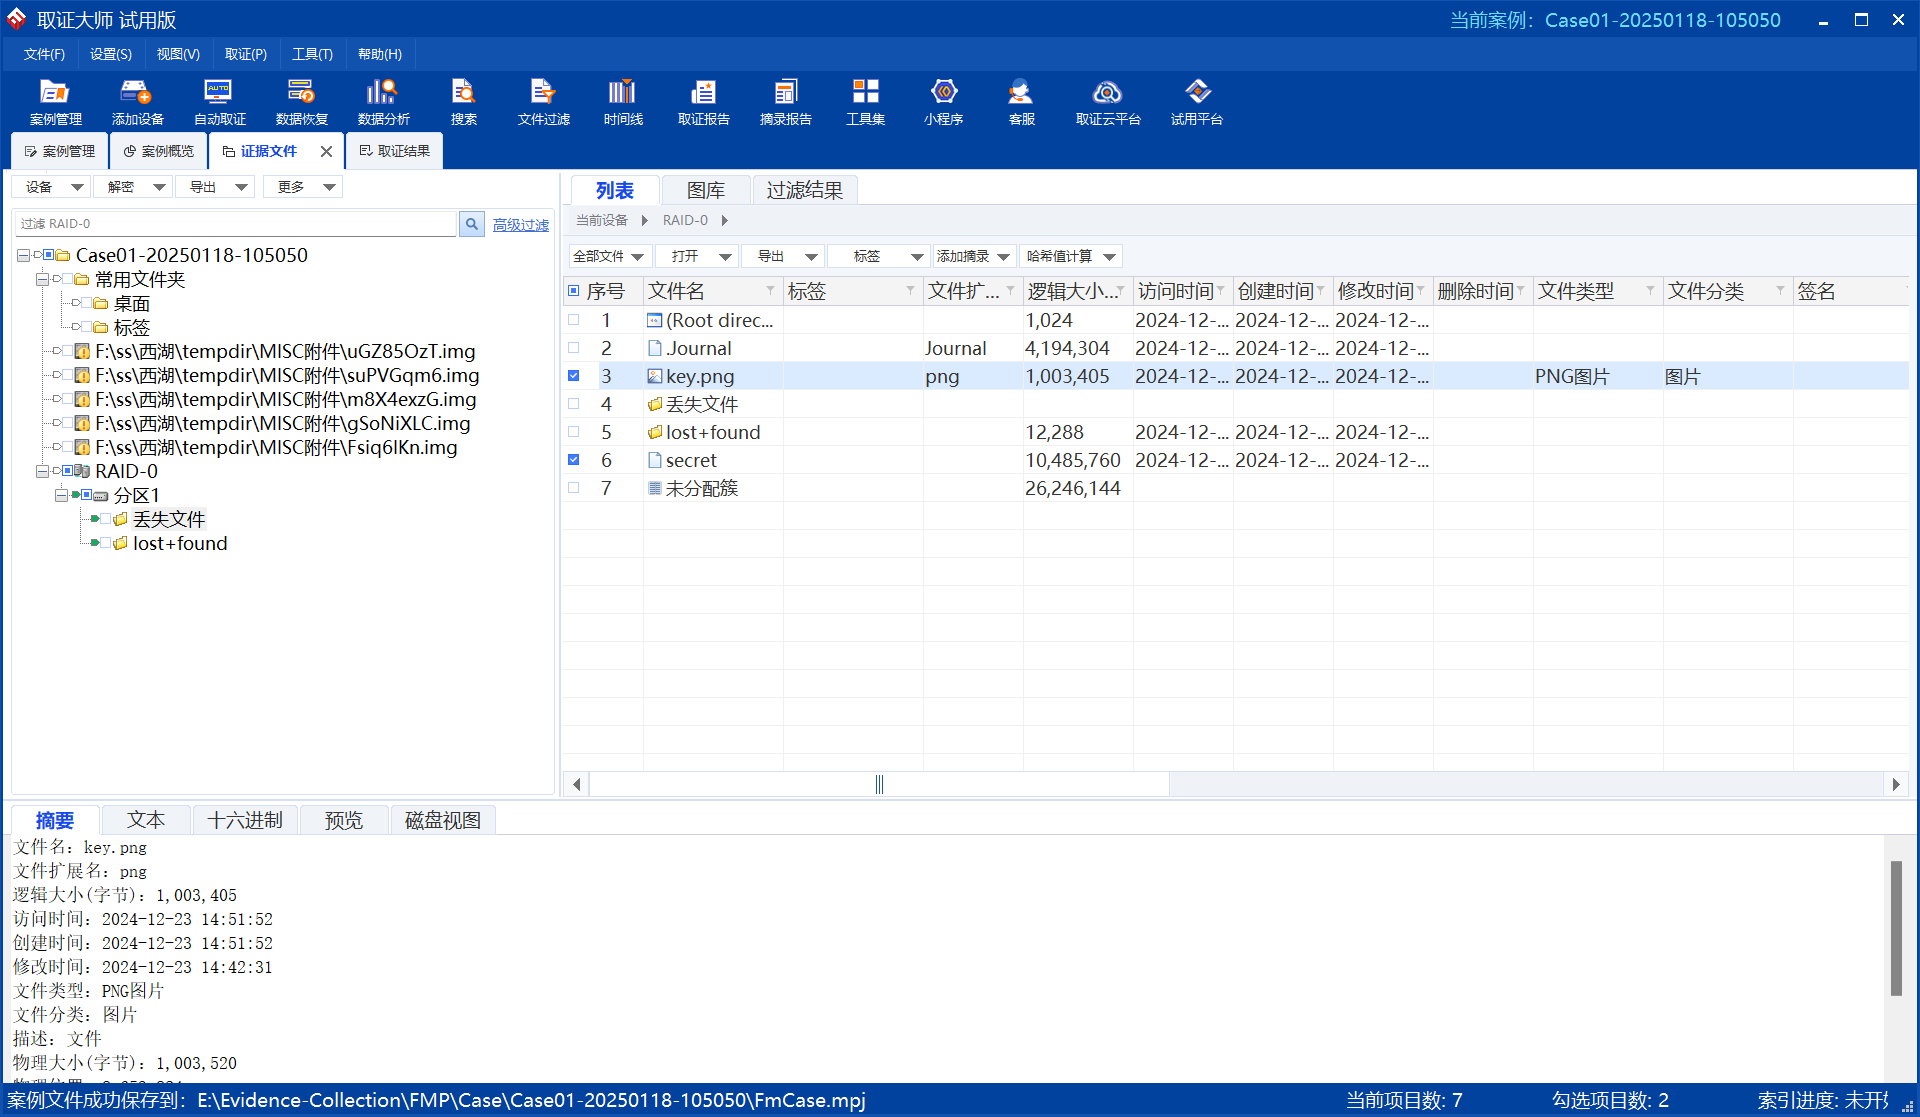 取证大师 试用版
当前案例：Case01-20250118-105050
文件(F) 设置(S) 视图(V) 取证(P) 工具(T) 帮助(H)
AUTO
案例管理 添加设备 自动取证 数据恢复 数据分析 搜索 文件过滤 时间线 取证报告 摘录报告 工具集 小程序 客服 取证云平台 试用平台
案例管理 案例概览 证据文件 取证结果
设备 解密 导出 更多
过滤 RAID-0 高级过滤
Case01-20250118-105050
常用文件夹
桌面
标签
F:\ss\西湖\tempdir\MISC附件\uGZ85OzT.img
F:\ss\西湖\tempdir\MISC附件\suPVGqm6.img
F:\ss\西湖\tempdir\MISC附件\m8X4exzG.img
F:\ss\西湖\tempdir\MISC附件\gSoNiXLC.img
F:\ss\西湖\tempdir\MISC附件\Fsiq6lKn.img
RAID-0
分区1
丢失文件
lost+found
列表 图库 过滤结果
当前设备 RAID-0
全部文件 打开 导出 标签 添加摘录 哈希值计算
序号 文件名 标签 文件扩... 逻辑大小... 访问时间 创建时间 修改时间 删除时间 文件类型 文件分类 签名
1 (Root direc... 1,024 2024-12-... 2024-12-... 2024-12-...
2 .Journal Journal 4,194,304 2024-12-... 2024-12-... 2024-12-...
3 key.png png 1,003,405 2024-12-... 2024-12-... 2024-12-... PNG图片 图片
4 丢失文件
5 lost+found 12,288 2024-12-... 2024-12-... 2024-12-...
6 secret 10,485,760 2024-12-... 2024-12-... 2024-12-...
7 未分配簇 26,246,144
摘要 文本 十六进制 预览 磁盘视图
文件名：key.png
文件扩展名：png
逻辑大小(字节)：1,003,405
访问时间：2024-12-23 14:51:52
创建时间：2024-12-23 14:51:52
修改时间：2024-12-23 14:42:31
文件类型：PNG图片
文件分类：图片
描述：文件
物理大小(字节)：1,003,520
案例文件成功保存到：E:\Evidence-Collection\FMP\Case\Case01-20250118-105050\FmCase.mpj
当前项目数: 7 勾选项目数: 2 索引进度: 未开